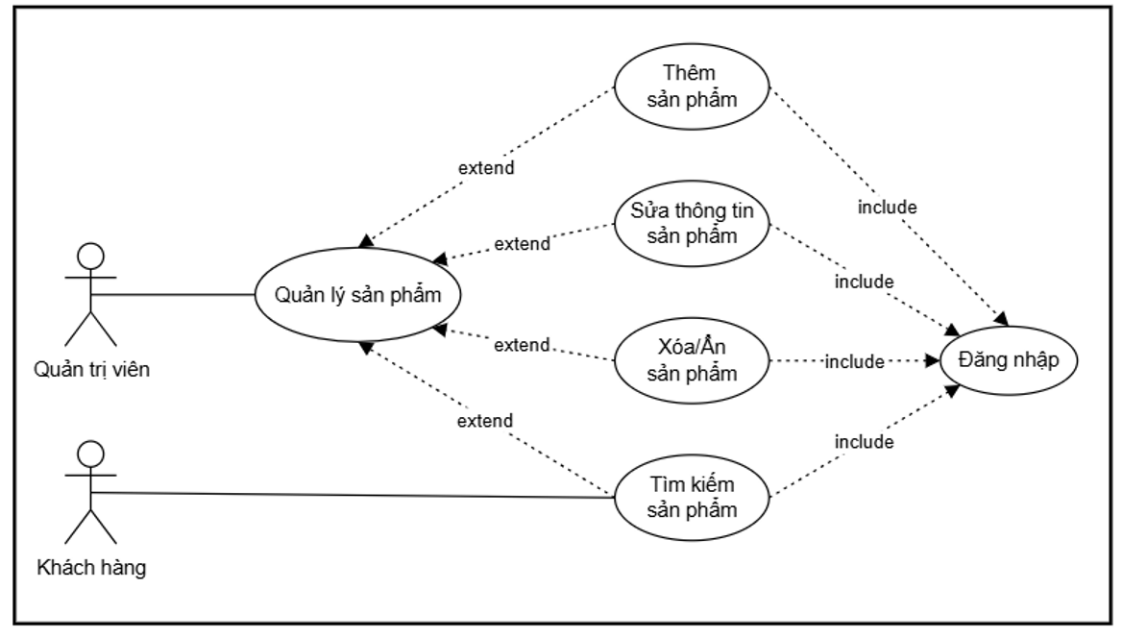 Thêm
sản phẩm
extend
include
Sửa thông tin
sản phẩm
extend
include
Quản lý sản phẩm
Quản trị viên
Xóa/Ẩn
sản phẩm
extend
include
Đăng nhập
extend
include
Tìm kiếm
sản phẩm
Khách hàng